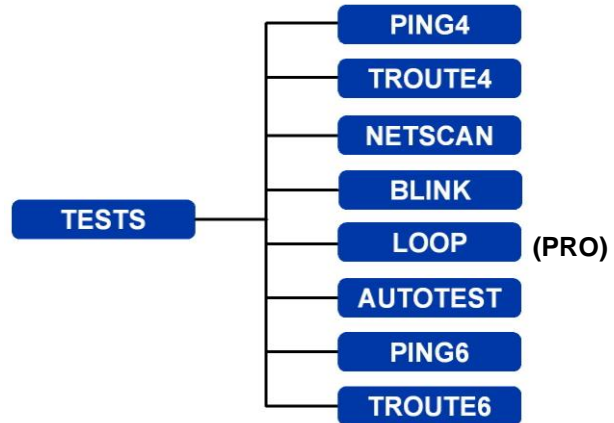 PING4
TROUTE4
NETSCAN
BLINK
TESTS
LOOP (PRO)
AUTOTEST
PING6
TROUTE6